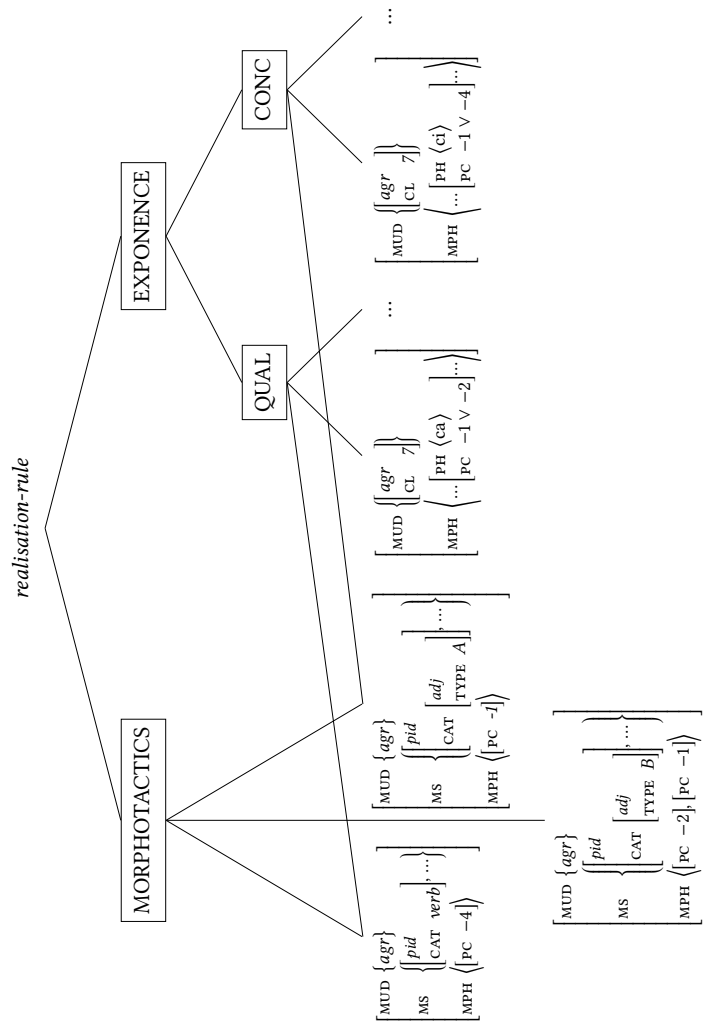 realisation-rule
MORPHOTACTICS
EXPONENCE
QUAL
CONC
[MUD {agr}
MS {[pid
CAT verb], …}
MPH ⟨[PC −4]⟩]
[MUD {agr}
MS {[pid
CAT [adj
TYPE A]], …}
MPH ⟨[PC -1]⟩]
[MUD {[agr
CL 7]}
MPH ⟨… [PH ⟨ca⟩
PC −1 ∨ −2] …⟩]
…
[MUD {[agr
CL 7]}
MPH ⟨… [PH ⟨ci⟩
PC −1 ∨ −4] …⟩]
…
[MUD {agr}
MS {[pid
CAT [adj
TYPE B]], …}
MPH ⟨[PC −2], [PC −1]⟩]